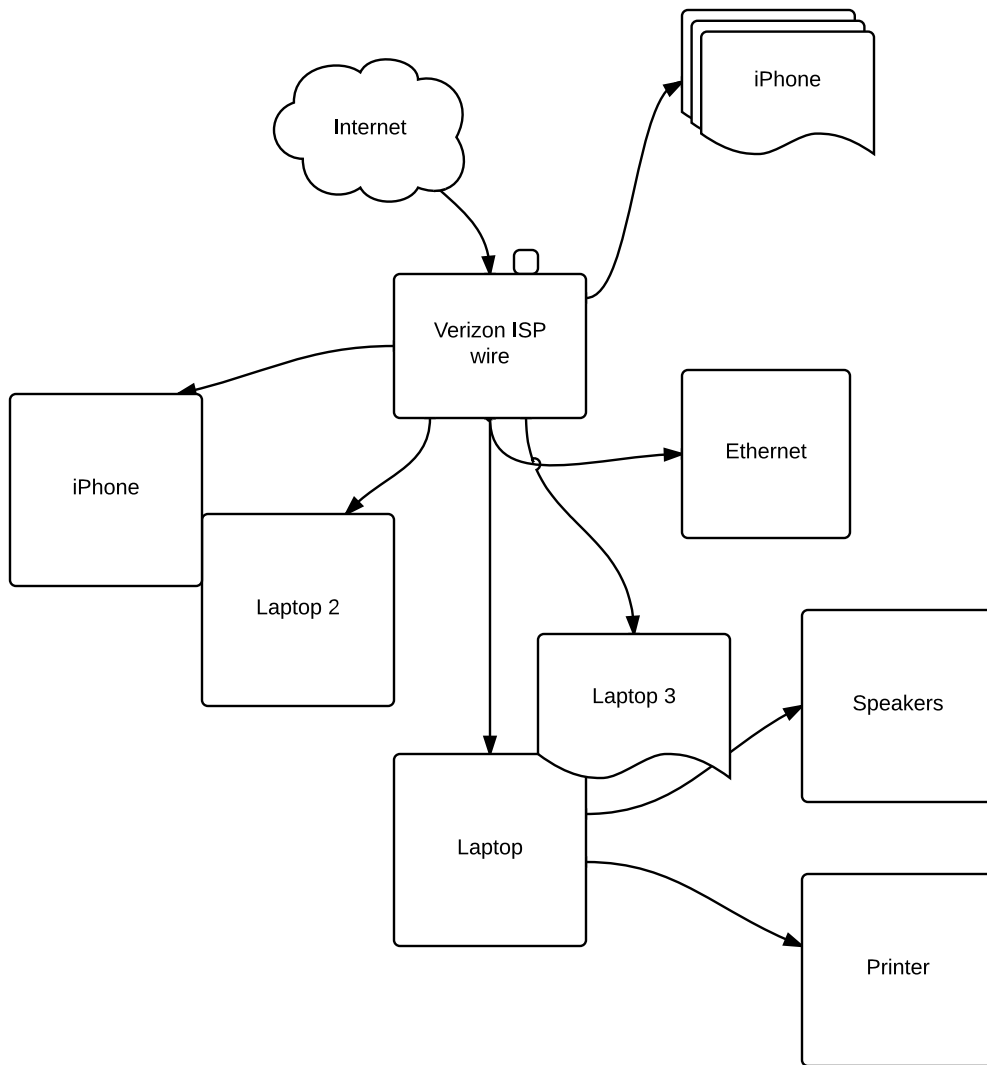 iPhone
Internet
Verizon ISP
wire
Ethernet
iPhone
Laptop 2
Laptop 3
Speakers
Laptop
Printer